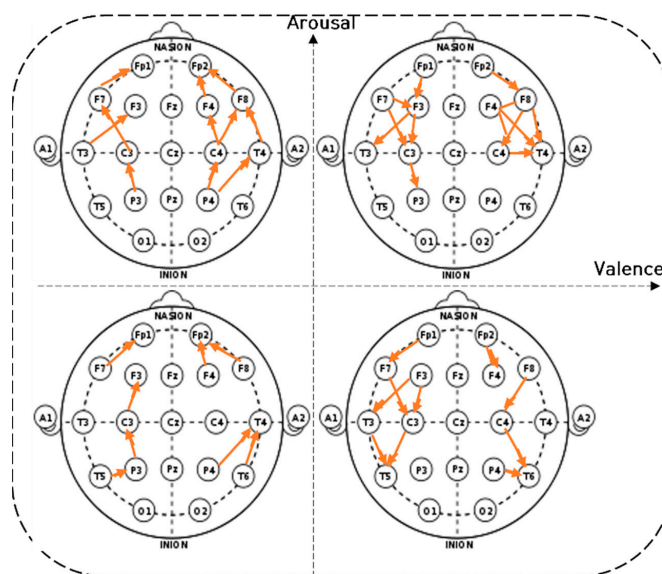 Arousal
NASION NASION
Fp1 Fp2 Fp1 Fp2
F7 F3 Fz F4 F8 F7 F3 Fz F4 F8
A1 T3 C3 Cz C4 T4 A2 A1 T3 C3 Cz C4 T4 A2
T5 P3 Pz P4 T6 T5 P3 Pz P4 T6
O1 O2 O1 O2
INION INION
Valence
NASION NASION
Fp1 Fp2 Fp1 Fp2
F7 F3 Fz F4 F8 F7 F3 Fz F4 F8
A1 T3 C3 Cz C4 T4 A2 A1 T3 C3 Cz C4 T4 A2
T5 P3 Pz P4 T6 T5 P3 Pz P4 T6
O1 O2 O1 O2
INION INION